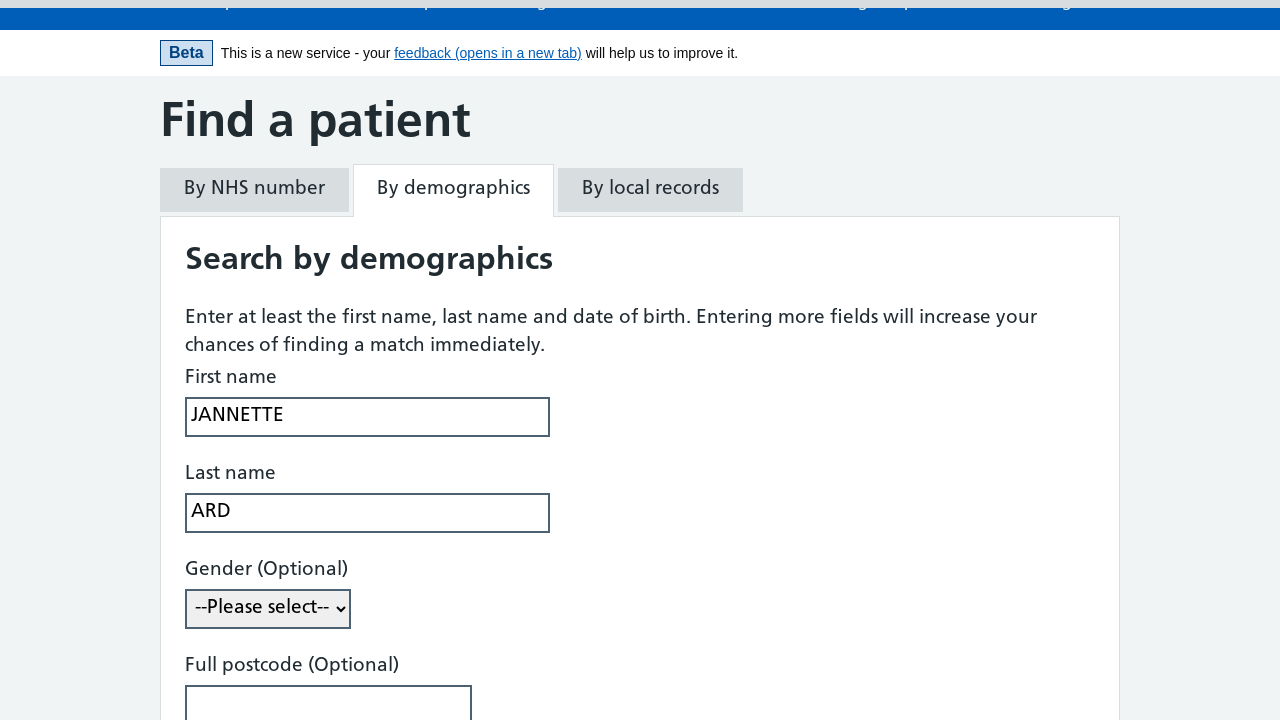 Beta This is a new service - your feedback (opens in a new tab) will help us to improve it.
Find a patient
By NHS number By demographics By local records
Search by demographics
Enter at least the first name, last name and date of birth. Entering more fields will increase your
chances of finding a match immediately.
First name
JANNETTE
Last name
ARD
Gender (Optional)
--Please select--
Full postcode (Optional)